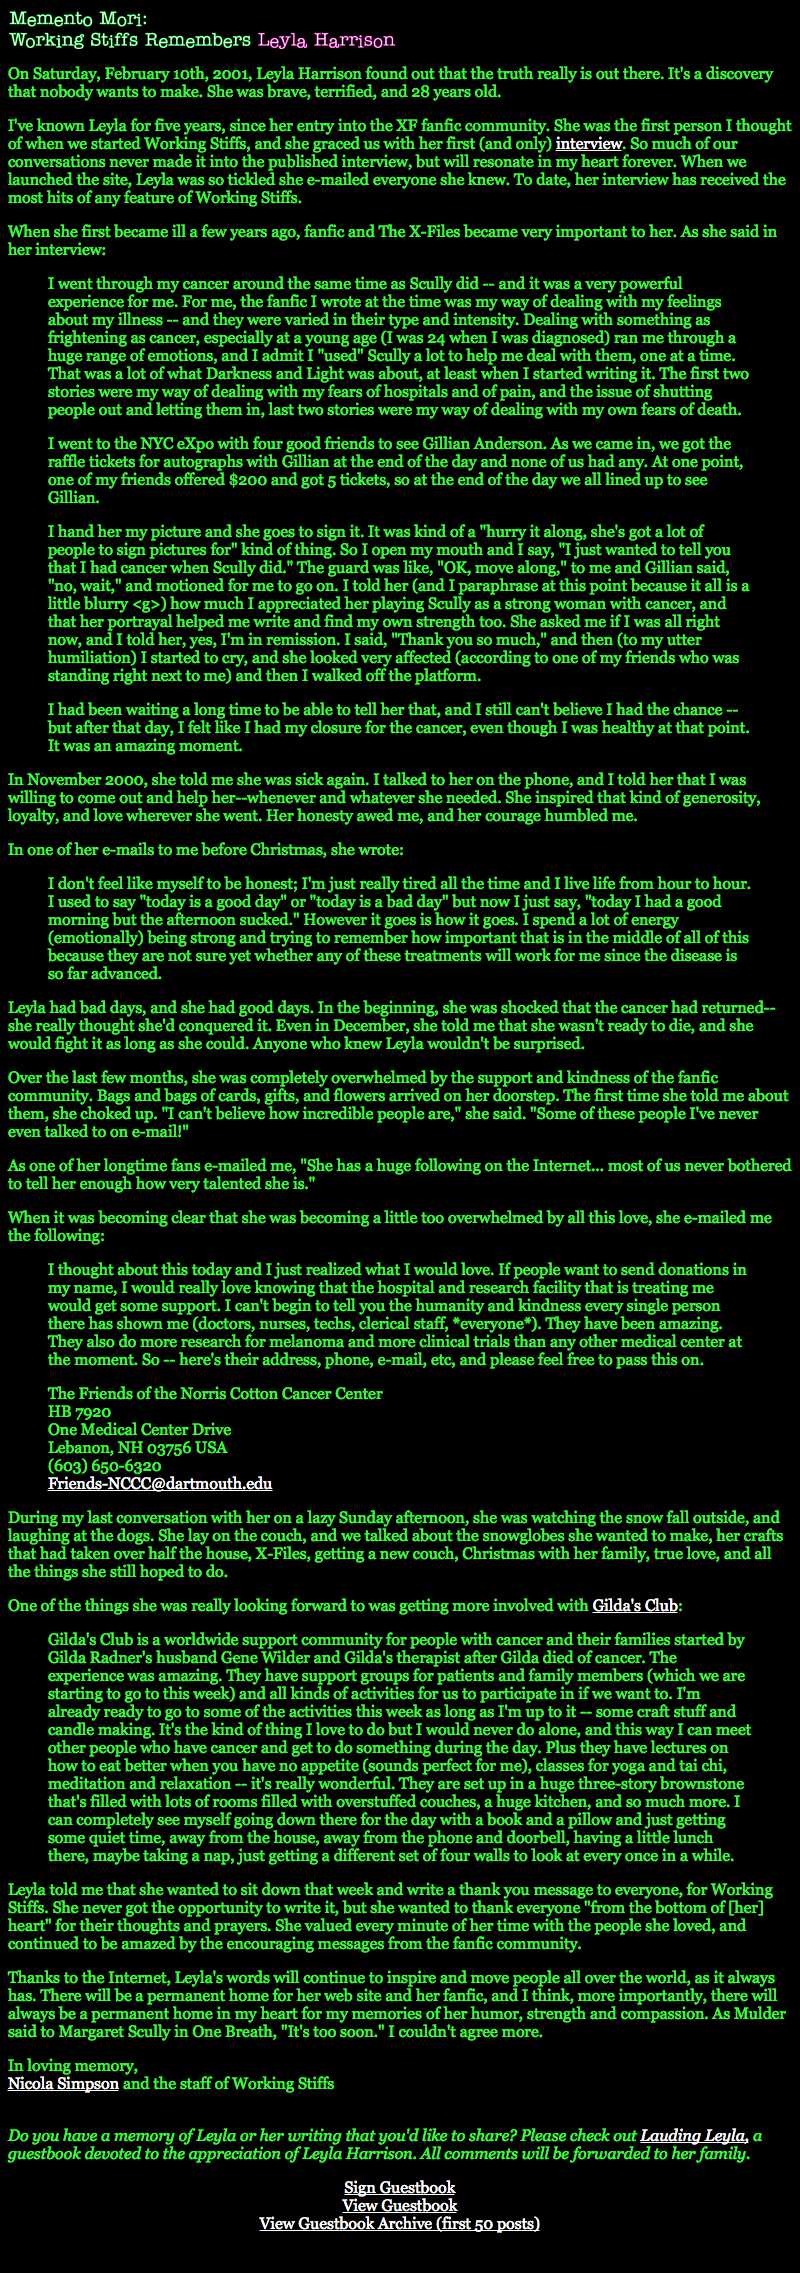 Memento Mori:
Working Stiffs Remembers Leyla Harrison
On Saturday, February 10th, 2001, Leyla Harrison found out that the truth really is out there. It's a discovery
that nobody wants to make. She was brave, terrified, and 28 years old.
I've known Leyla for five years, since her entry into the XF fanfic community. She was the first person I thought
of when we started Working Stiffs, and she graced us with her first (and only) interview. So much of our
conversations never made it into the published interview, but will resonate in my heart forever. When we
launched the site, Leyla was so tickled she e-mailed everyone she knew. To date, her interview has received the
most hits of any feature of Working Stiffs.
When she first became ill a few years ago, fanfic and The X-Files became very important to her. As she said in
her interview:
I went through my cancer around the same time as Scully did -- and it was a very powerful
experience for me. For me, the fanfic I wrote at the time was my way of dealing with my feelings
about my illness -- and they were varied in their type and intensity. Dealing with something as
frightening as cancer, especially at a young age (I was 24 when I was diagnosed) ran me through a
huge range of emotions, and I admit I "used" Scully a lot to help me deal with them, one at a time.
That was a lot of what Darkness and Light was about, at least when I started writing it. The first two
stories were my way of dealing with my fears of hospitals and of pain, and the issue of shutting
people out and letting them in, last two stories were my way of dealing with my own fears of death.
I went to the NYC eXpo with four good friends to see Gillian Anderson. As we came in, we got the
raffle tickets for autographs with Gillian at the end of the day and none of us had any. At one point,
one of my friends offered $200 and got 5 tickets, so at the end of the day we all lined up to see
Gillian.
I hand her my picture and she goes to sign it. It was kind of a "hurry it along, she's got a lot of
people to sign pictures for" kind of thing. So I open my mouth and I say, "I just wanted to tell you
that I had cancer when Scully did." The guard was like, "OK, move along," to me and Gillian said,
"no, wait," and motioned for me to go on. I told her (and I paraphrase at this point because it all is a
little blurry <g>) how much I appreciated her playing Scully as a strong woman with cancer, and
that her portrayal helped me write and find my own strength too. She asked me if I was all right
now, and I told her, yes, I'm in remission. I said, "Thank you so much," and then (to my utter
humiliation) I started to cry, and she looked very affected (according to one of my friends who was
standing right next to me) and then I walked off the platform.
I had been waiting a long time to be able to tell her that, and I still can't believe I had the chance --
but after that day, I felt like I had my closure for the cancer, even though I was healthy at that point.
It was an amazing moment.
In November 2000, she told me she was sick again. I talked to her on the phone, and I told her that I was
willing to come out and help her--whenever and whatever she needed. She inspired that kind of generosity,
loyalty, and love wherever she went. Her honesty awed me, and her courage humbled me.
In one of her e-mails to me before Christmas, she wrote:
I don't feel like myself to be honest; I'm just really tired all the time and I live life from hour to hour.
I used to say "today is a good day" or "today is a bad day" but now I just say, "today I had a good
morning but the afternoon sucked." However it goes is how it goes. I spend a lot of energy
(emotionally) being strong and trying to remember how important that is in the middle of all of this
because they are not sure yet whether any of these treatments will work for me since the disease is
so far advanced.
Leyla had bad days, and she had good days. In the beginning, she was shocked that the cancer had returned--
she really thought she'd conquered it. Even in December, she told me that she wasn't ready to die, and she
would fight it as long as she could. Anyone who knew Leyla wouldn't be surprised.
Over the last few months, she was completely overwhelmed by the support and kindness of the fanfic
community. Bags and bags of cards, gifts, and flowers arrived on her doorstep. The first time she told me about
them, she choked up. "I can't believe how incredible people are," she said. "Some of these people I've never
even talked to on e-mail!"
As one of her longtime fans e-mailed me, "She has a huge following on the Internet... most of us never bothered
to tell her enough how very talented she is."
When it was becoming clear that she was becoming a little too overwhelmed by all this love, she e-mailed me
the following:
I thought about this today and I just realized what I would love. If people want to send donations in
my name, I would really love knowing that the hospital and research facility that is treating me
would get some support. I can't begin to tell you the humanity and kindness every single person
there has shown me (doctors, nurses, techs, clerical staff, *everyone*). They have been amazing.
They also do more research for melanoma and more clinical trials than any other medical center at
the moment. So -- here's their address, phone, e-mail, etc, and please feel free to pass this on.
The Friends of the Norris Cotton Cancer Center
HB 7920
One Medical Center Drive
Lebanon, NH 03756 USA
(603) 650-6320
Friends-NCCC@dartmouth.edu
During my last conversation with her on a lazy Sunday afternoon, she was watching the snow fall outside, and
laughing at the dogs. She lay on the couch, and we talked about the snowglobes she wanted to make, her crafts
that had taken over half the house, X-Files, getting a new couch, Christmas with her family, true love, and all
the things she still hoped to do.
One of the things she was really looking forward to was getting more involved with Gilda's Club:
Gilda's Club is a worldwide support community for people with cancer and their families started by
Gilda Radner's husband Gene Wilder and Gilda's therapist after Gilda died of cancer. The
experience was amazing. They have support groups for patients and family members (which we are
starting to go to this week) and all kinds of activities for us to participate in if we want to. I'm
already ready to go to some of the activities this week as long as I'm up to it -- some craft stuff and
candle making. It's the kind of thing I love to do but I would never do alone, and this way I can meet
other people who have cancer and get to do something during the day. Plus they have lectures on
how to eat better when you have no appetite (sounds perfect for me), classes for yoga and tai chi,
meditation and relaxation -- it's really wonderful. They are set up in a huge three-story brownstone
that's filled with lots of rooms filled with overstuffed couches, a huge kitchen, and so much more. I
can completely see myself going down there for the day with a book and a pillow and just getting
some quiet time, away from the house, away from the phone and doorbell, having a little lunch
there, maybe taking a nap, just getting a different set of four walls to look at every once in a while.
Leyla told me that she wanted to sit down that week and write a thank you message to everyone, for Working
Stiffs. She never got the opportunity to write it, but she wanted to thank everyone "from the bottom of [her]
heart" for their thoughts and prayers. She valued every minute of her time with the people she loved, and
continued to be amazed by the encouraging messages from the fanfic community.
Thanks to the Internet, Leyla's words will continue to inspire and move people all over the world, as it always
has. There will be a permanent home for her web site and her fanfic, and I think, more importantly, there will
always be a permanent home in my heart for my memories of her humor, strength and compassion. As Mulder
said to Margaret Scully in One Breath, "It's too soon." I couldn't agree more.
In loving memory,
Nicola Simpson and the staff of Working Stiffs
Do you have a memory of Leyla or her writing that you'd like to share? Please check out Lauding Leyla, a
guestbook devoted to the appreciation of Leyla Harrison. All comments will be forwarded to her family.
Sign Guestbook
View Guestbook
View Guestbook Archive (first 50 posts)